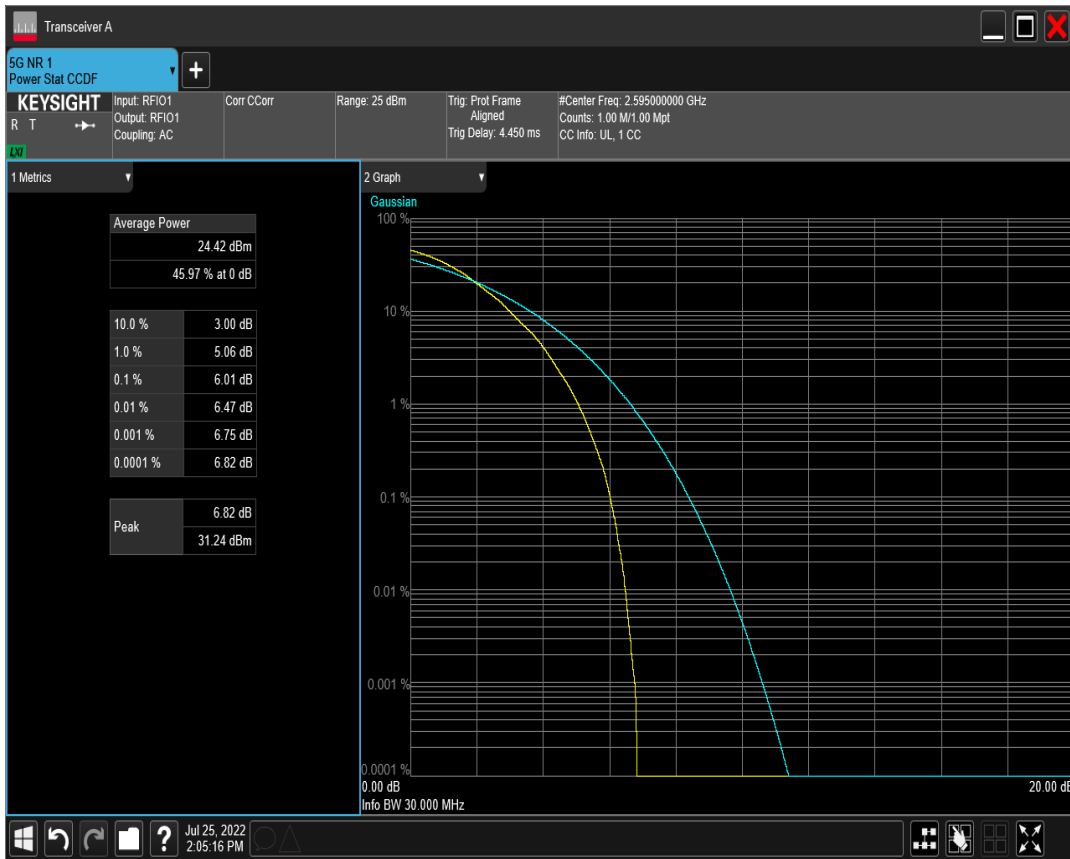 Transceiver A
5G NR 1
Power Stat CCDF
+
KEYSIGHT
R T
LXI
Input: RFIO1
Output: RFIO1
Coupling: AC
Corr CCorr
Range: 25 dBm
Trig: Prot Frame
Aligned
Trig Delay: 4.450 ms
#Center Freq: 2.595000000 GHz
Counts: 1.00 M/1.00 Mpt
CC Info: UL, 1 CC
1 Metrics
Average Power
24.42 dBm
45.97 % at 0 dB
10.0 % 3.00 dB
1.0 % 5.06 dB
0.1 % 6.01 dB
0.01 % 6.47 dB
0.001 % 6.75 dB
0.0001 % 6.82 dB
Peak
6.82 dB
31.24 dBm
2 Graph
Gaussian
100 %
10 %
1 %
0.1 %
0.01 %
0.001 %
0.0001 %
0.00 dB 20.00 dB
Info BW 30.000 MHz
?
Jul 25, 2022
2:05:16 PM